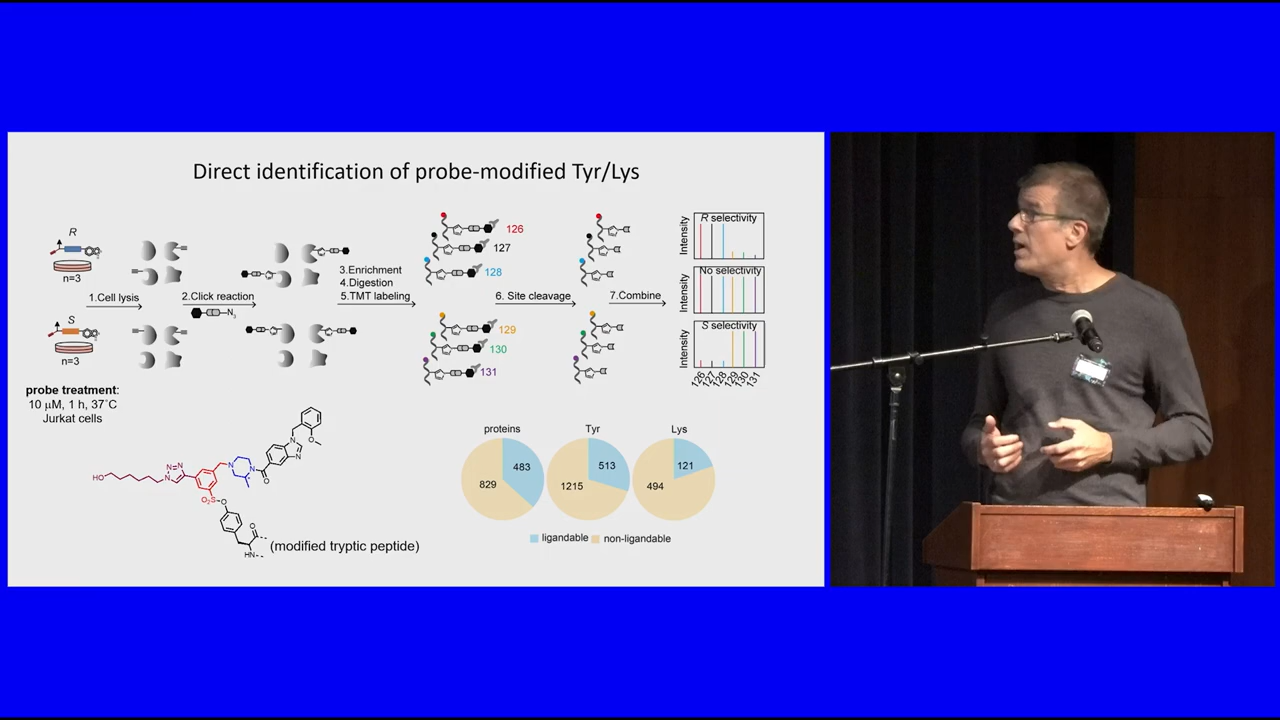 Direct identification of probe-modified Tyr/Lys
R
n=3
S
n=3
1.Cell lysis
2.Click reaction
N3
3.Enrichment
4.Digestion
5.TMT labeling
126
127
128
129
130
131
6. Site cleavage
7.Combine
Intensity
R selectivity
Intensity
No selectivity
Intensity
S selectivity
126
127
128
129
130
131
probe treatment:
10 μM, 1 h, 37°C
Jurkat cells
HO
N=N
N
N
N
O
N
N
O
O2S
O
O
HN
(modified tryptic peptide)
proteins
483
829
Tyr
513
1215
Lys
121
494
ligandable
non-ligandable